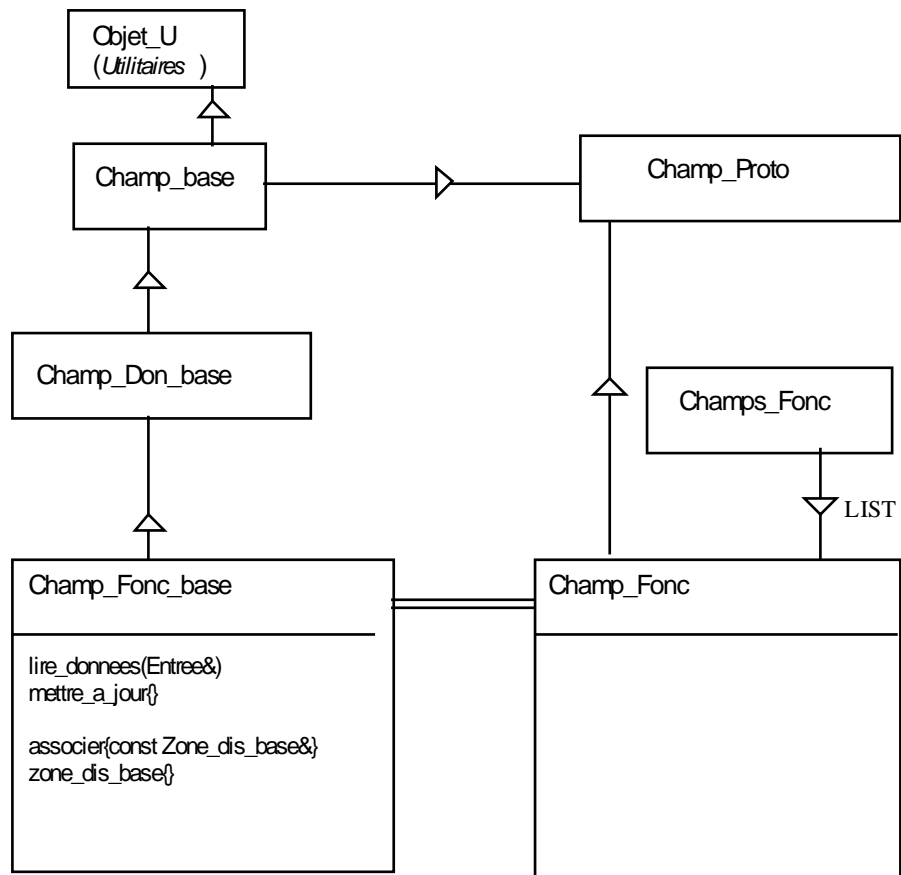 Objet_U
(Utilitaires )
Champ_base
Champ_Proto
Champ_Don_base
Champs_Fonc
LIST
Champ_Fonc_base
Champ_Fonc
lire_donnees(Entree&)
mettre_a_jour{}
associer{const Zone_dis_base&}
zone_dis_base{}